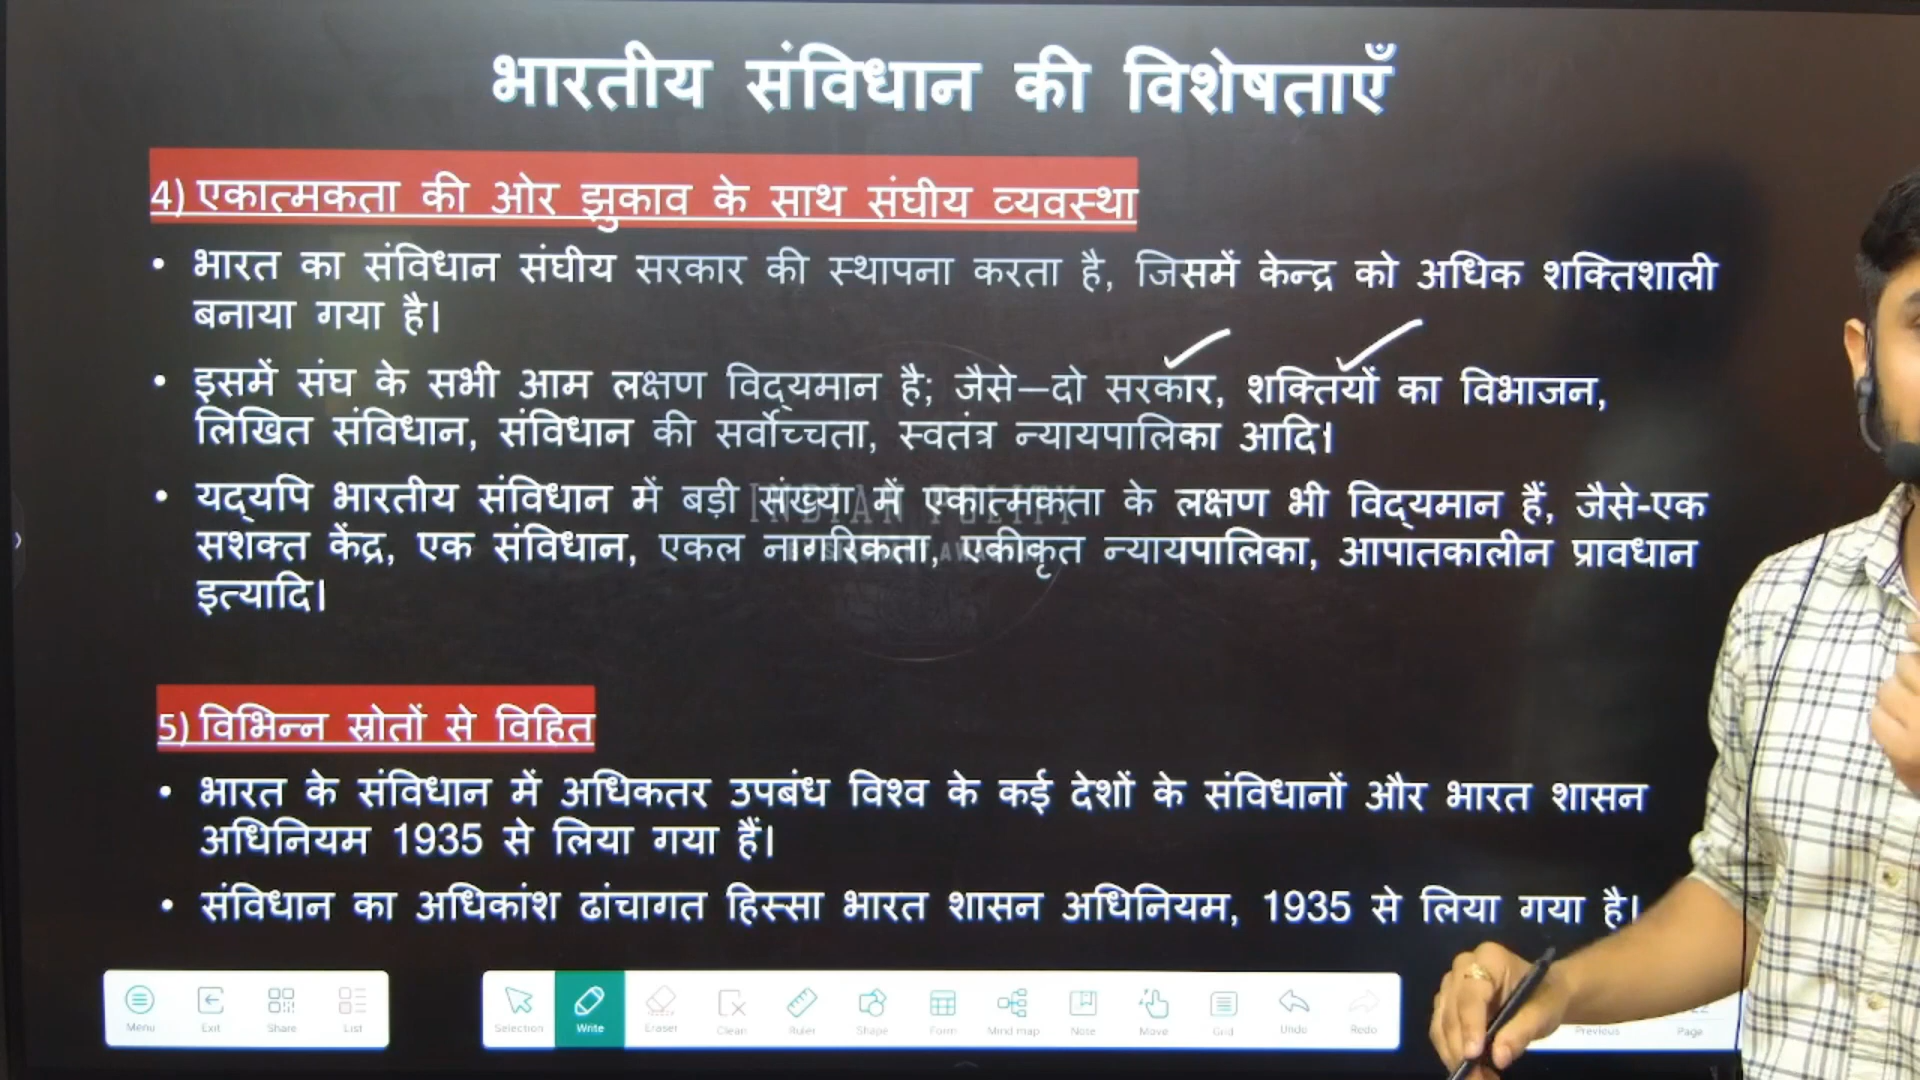 भारतीय संविधान की विशेषताएँ
4) एकात्मकता की ओर झुकाव के साथ संघीय व्यवस्था
• भारत का संविधान संघीय सरकार की स्थापना करता है, जिसमें केन्द्र को अधिक शक्तिशाली
बनाया गया है।
• इसमें संघ के सभी आम लक्षण विद्यमान है; जैसे–दो सरकार, शक्तियों का विभाजन,
लिखित संविधान, संविधान की सर्वोच्चता, स्वतंत्र न्यायपालिका आदि।
• यद्यपि भारतीय संविधान में बड़ी संख्या में एकात्मकता के लक्षण भी विद्यमान हैं, जैसे-एक
सशक्त केंद्र, एक संविधान, एकल नागरिकता, एकीकृत न्यायपालिका, आपातकालीन प्रावधान
इत्यादि।
INDIAN POLITY
5) विभिन्न स्रोतों से विहित
• भारत के संविधान में अधिकतर उपबंध विश्व के कई देशों के संविधानों और भारत शासन
अधिनियम 1935 से लिया गया हैं।
• संविधान का अधिकांश ढांचागत हिस्सा भारत शासन अधिनियम, 1935 से लिया गया है।
Menu Exit Share List Selection Write Eraser Clean Ruler Shape Form Mind map Note Move Grid Undo Redo Previous Page